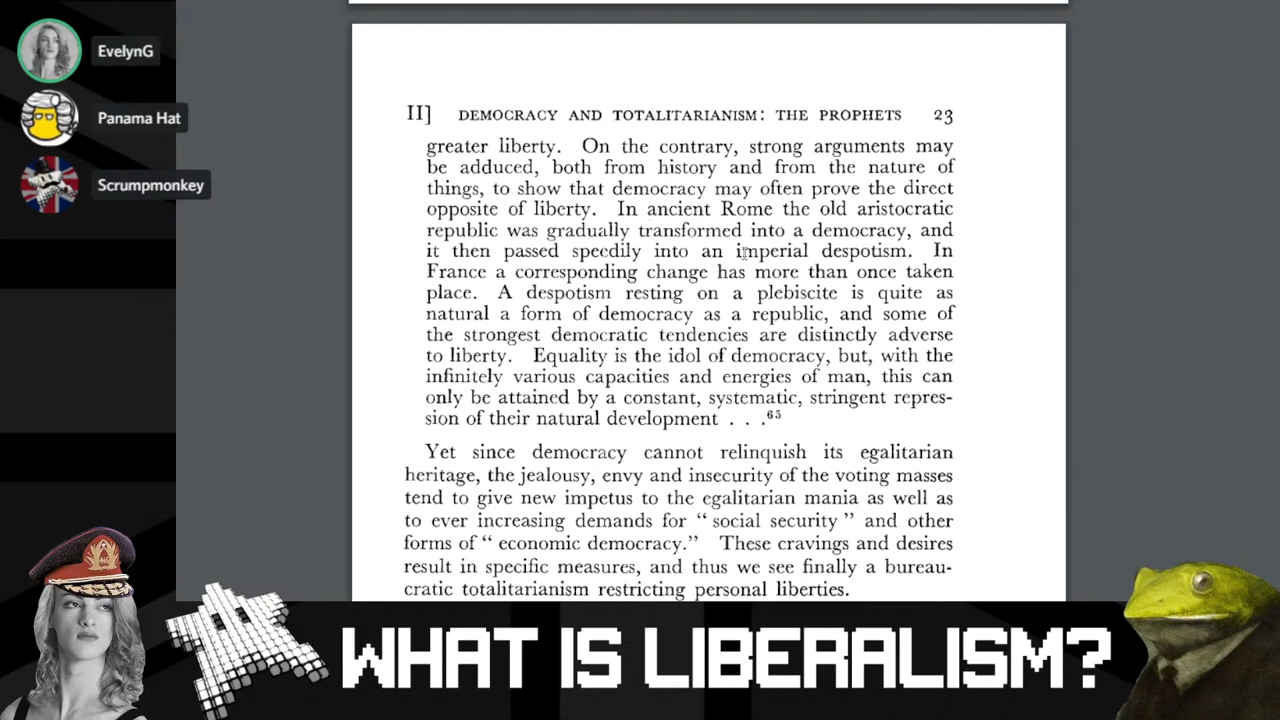 EvelynG
Panama Hat
Scrumpmonkey
II] DEMOCRACY AND TOTALITARIANISM: THE PROPHETS 23
greater liberty. On the contrary, strong arguments may
be adduced, both from history and from the nature of
things, to show that democracy may often prove the direct
opposite of liberty. In ancient Rome the old aristocratic
republic was gradually transformed into a democracy, and
it then passed speedily into an imperial despotism. In
France a corresponding change has more than once taken
place. A despotism resting on a plebiscite is quite as
natural a form of democracy as a republic, and some of
the strongest democratic tendencies are distinctly adverse
to liberty. Equality is the idol of democracy, but, with the
infinitely various capacities and energies of man, this can
only be attained by a constant, systematic, stringent repres-
sion of their natural development . . .⁶⁵
Yet since democracy cannot relinquish its egalitarian
heritage, the jealousy, envy and insecurity of the voting masses
tend to give new impetus to the egalitarian mania as well as
to ever increasing demands for “ social security ” and other
forms of “ economic democracy.” These cravings and desires
result in specific measures, and thus we see finally a bureau-
cratic totalitarianism restricting personal liberties.
WHAT IS LIBERALISM?